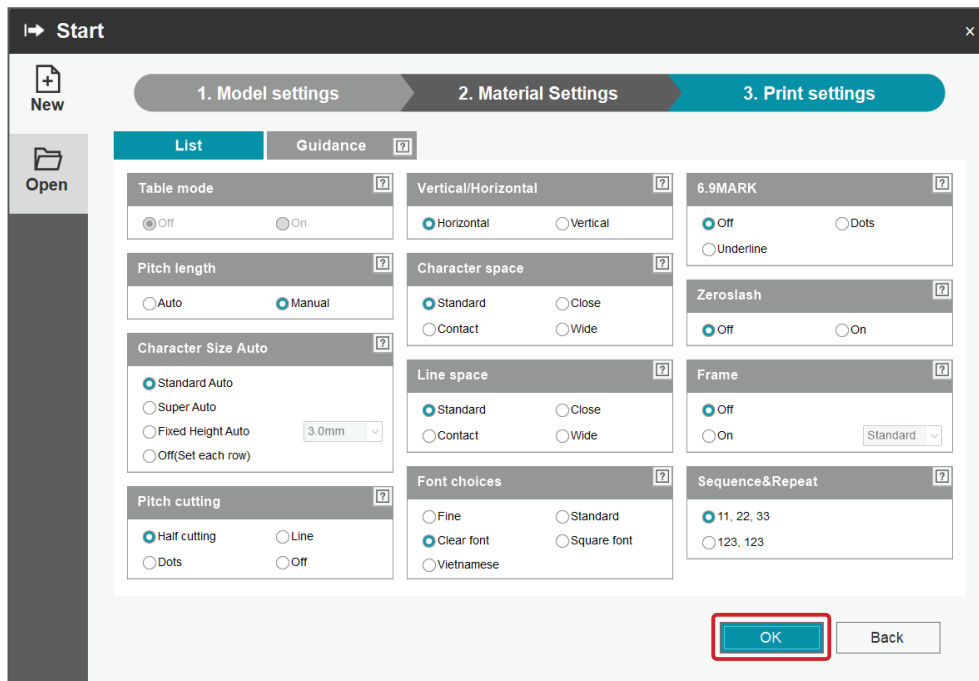 Start
×
New
Open
1. Model settings
2. Material Settings
3. Print settings
List
Guidance ?
Table mode ?
Off On
Pitch length ?
Auto Manual
Character Size Auto ?
Standard Auto
Super Auto
Fixed Height Auto 3.0mm
Off(Set each row)
Pitch cutting ?
Half cutting Line
Dots Off
Vertical/Horizontal ?
Horizontal Vertical
Character space ?
Standard Close
Contact Wide
Line space ?
Standard Close
Contact Wide
Font choices ?
Fine Standard
Clear font Square font
Vietnamese
6.9MARK ?
Off Dots
Underline
Zeroslash ?
Off On
Frame ?
Off
On Standard
Sequence&Repeat ?
11, 22, 33
123, 123
OK Back